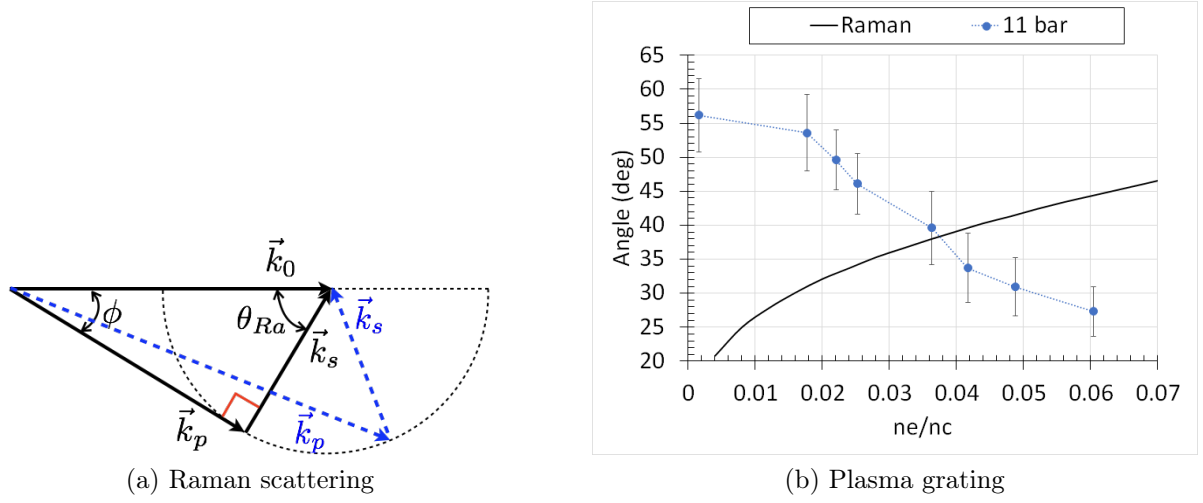 k⃗₀
ϕ
θ_Ra
k⃗ₛ
k⃗ₛ
k⃗ₚ
k⃗ₚ
(a) Raman scattering
Raman
11 bar
65
60
55
50
45
40
35
30
25
20
Angle (deg)
0
0.01
0.02
0.03
0.04
0.05
0.06
0.07
ne/nc
(b) Plasma grating